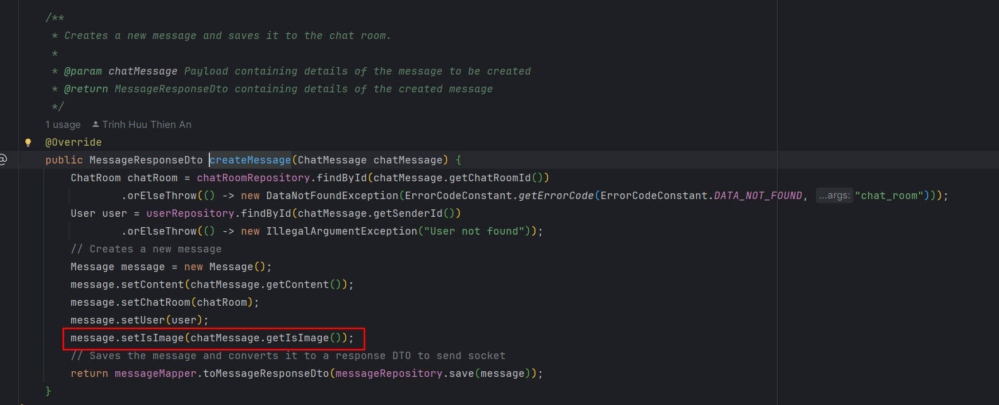 /**
* Creates a new message and saves it to the chat room.
*
* @param chatMessage Payload containing details of the message to be created
* @return MessageResponseDto containing details of the created message
*/
1 usage Trinh Huu Thien An
@Override
public MessageResponseDto createMessage(ChatMessage chatMessage) {
ChatRoom chatRoom = chatRoomRepository.findById(chatMessage.getChatRoomId())
.orElseThrow(() -> new DataNotFoundException(ErrorCodeConstant.getErrorCode(ErrorCodeConstant.DATA_NOT_FOUND, ...args: "chat_room")));
User user = userRepository.findById(chatMessage.getSenderId())
.orElseThrow(() -> new IllegalArgumentException("User not found"));
// Creates a new message
Message message = new Message();
message.setContent(chatMessage.getContent());
message.setChatRoom(chatRoom);
message.setUser(user);
message.setIsImage(chatMessage.getIsImage());
// Saves the message and converts it to a response DTO to send socket
return messageMapper.toMessageResponseDto(messageRepository.save(message));
}